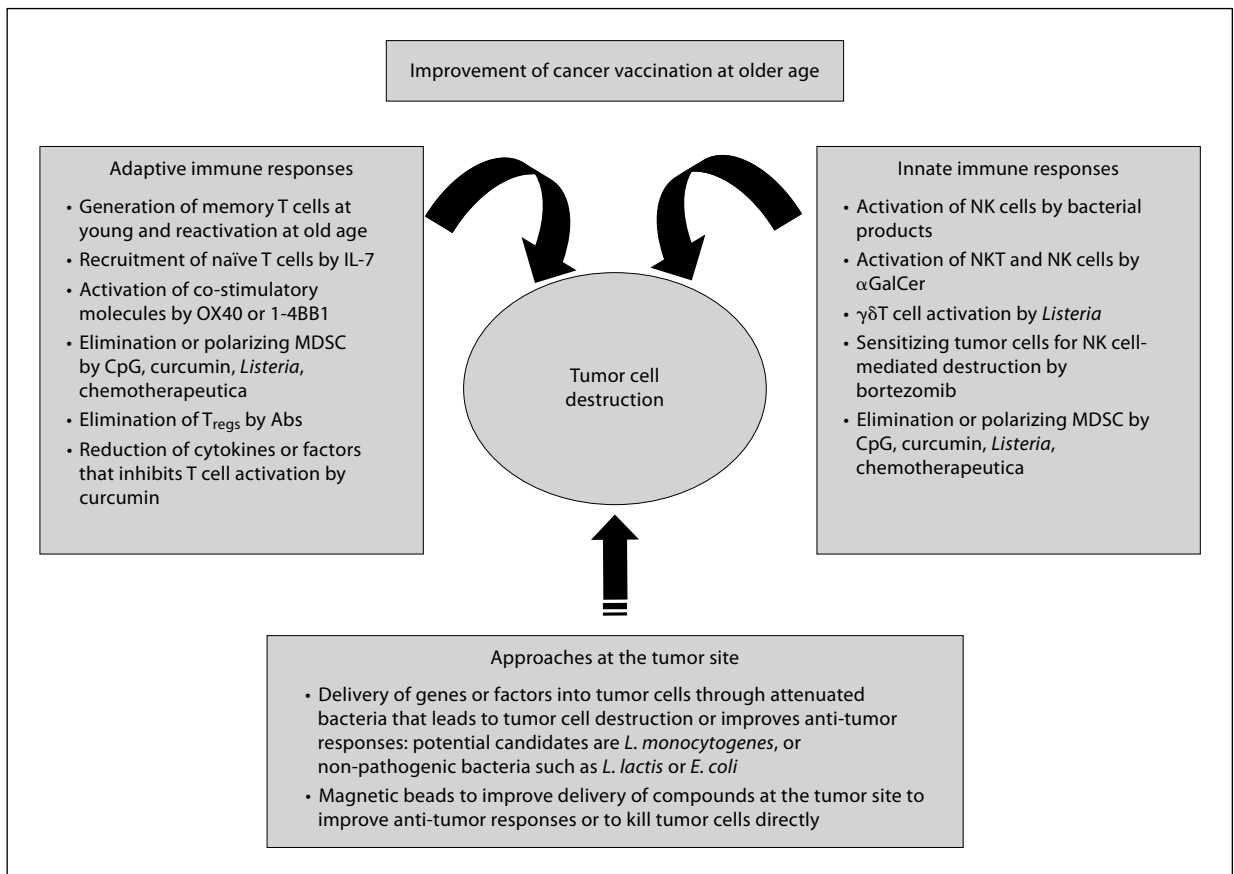 Improvement of cancer vaccination at older age
Adaptive immune responses
• Generation of memory T cells at
young and reactivation at old age
• Recruitment of naïve T cells by IL-7
• Activation of co-stimulatory
molecules by OX40 or 1-4BB1
• Elimination or polarizing MDSC
by CpG, curcumin, Listeria,
chemotherapeutica
• Elimination of Tregs by Abs
• Reduction of cytokines or factors
that inhibits T cell activation by
curcumin
Innate immune responses
• Activation of NK cells by bacterial
products
• Activation of NKT and NK cells by
αGalCer
• γδT cell activation by Listeria
• Sensitizing tumor cells for NK cell-
mediated destruction by
bortezomib
• Elimination or polarizing MDSC by
CpG, curcumin, Listeria,
chemotherapeutica
Tumor cell
destruction
Approaches at the tumor site
• Delivery of genes or factors into tumor cells through attenuated
bacteria that leads to tumor cell destruction or improves anti-tumor
responses: potential candidates are L. monocytogenes, or
non-pathogenic bacteria such as L. lactis or E. coli
• Magnetic beads to improve delivery of compounds at the tumor site to
improve anti-tumor responses or to kill tumor cells directly